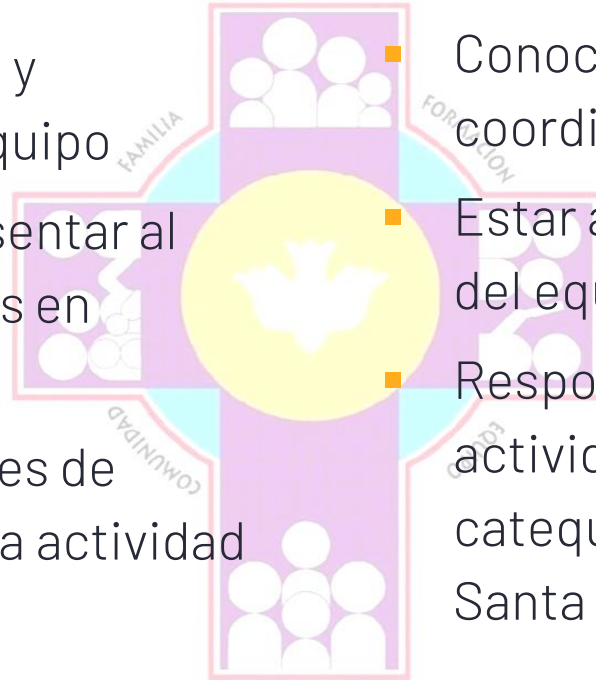 y
quipo
sentar al
s en
es de
a actividad
Conoc
coordi
Estar a
del equ
Respo
activid
catequ
Santa
FAMILIA
FORMACION
COMUNIDAD
EQUIPO